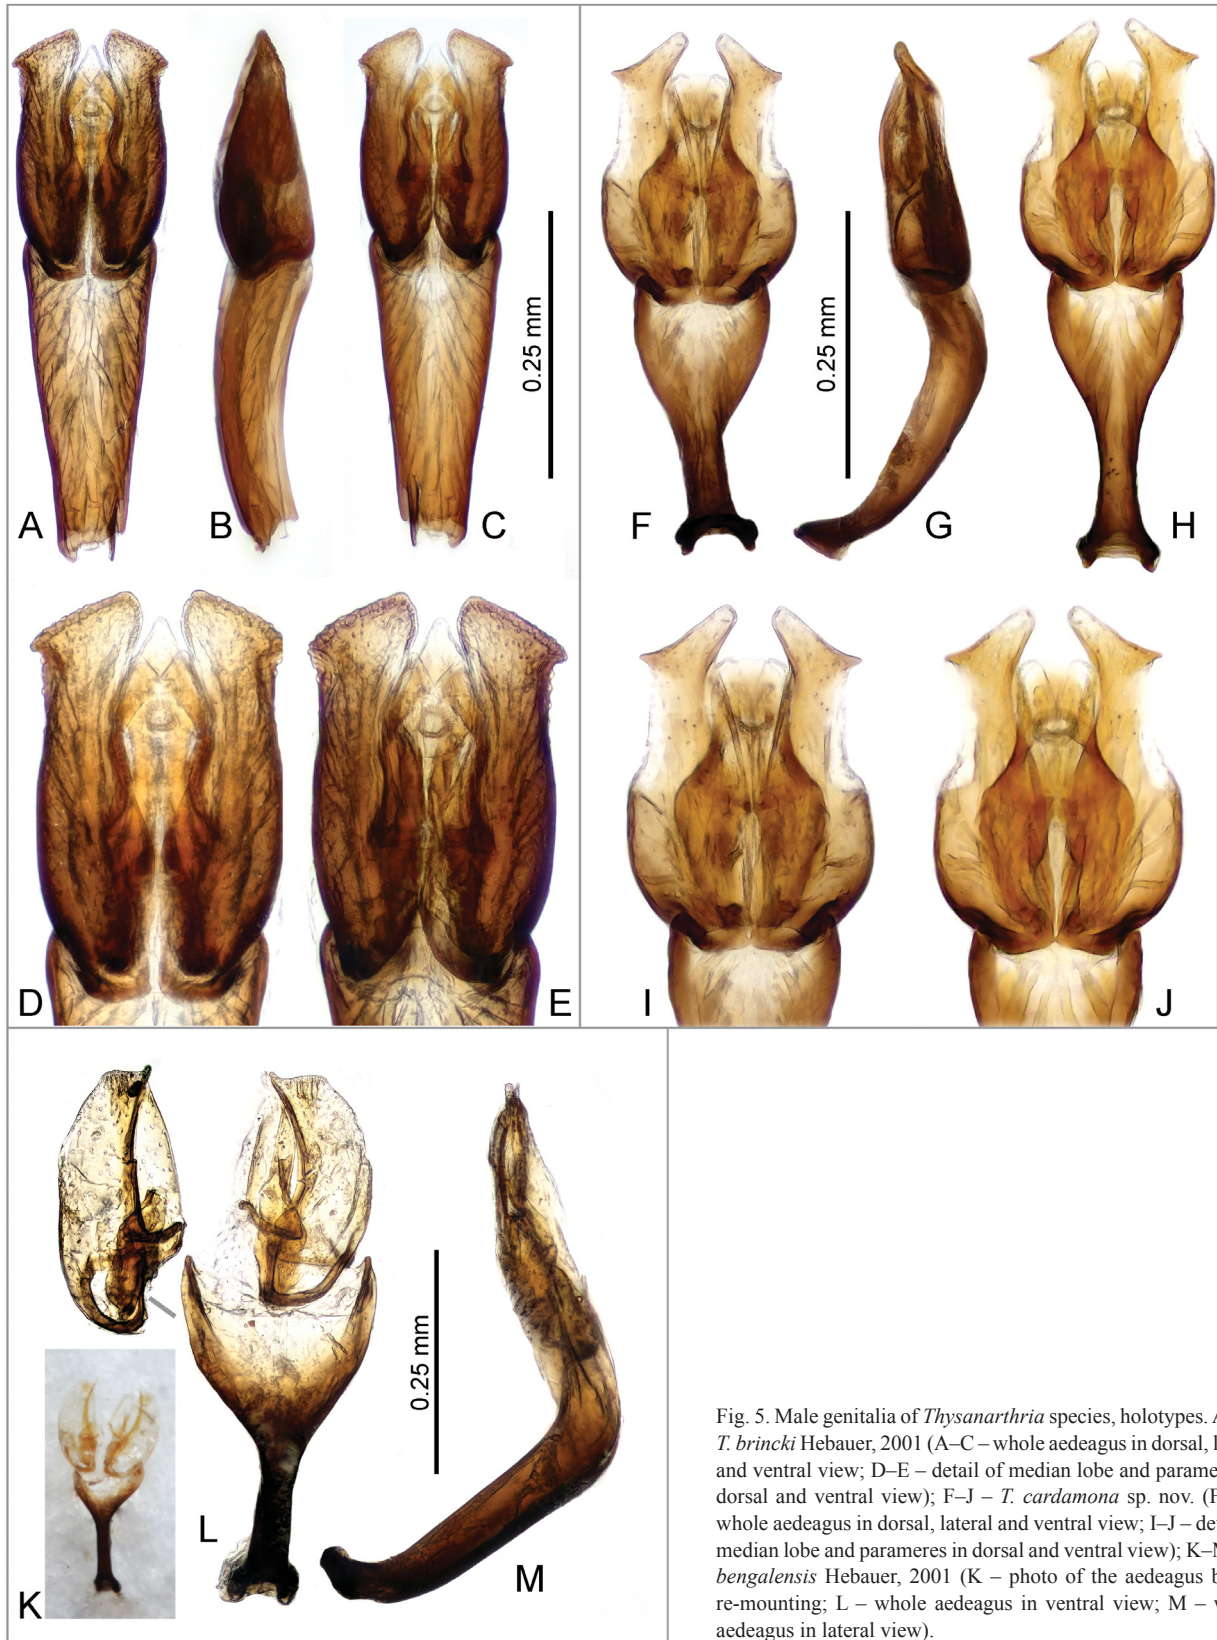 A
B
C
0.25 mm
F
0.25 mm
G
H
D
E
I
J
K
L
0.25 mm
M
Fig. 5. Male genitalia of Thysanarthria species, holotypes. A
T. brincki Hebauer, 2001 (A–C – whole aedeagus in dorsal, l
and ventral view; D–E – detail of median lobe and parame
dorsal and ventral view); F–J – T. cardamona sp. nov. (F
whole aedeagus in dorsal, lateral and ventral view; I–J – de
median lobe and parameres in dorsal and ventral view); K–M
bengalensis Hebauer, 2001 (K – photo of the aedeagus b
re-mounting; L – whole aedeagus in ventral view; M – w
aedeagus in lateral view).